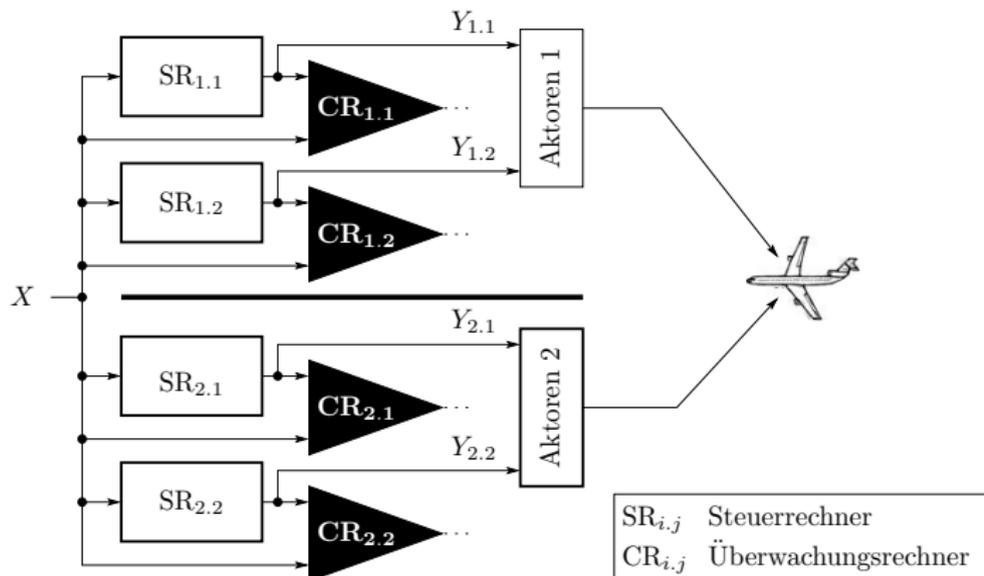 Y1.1
SR1.1
CR1.1 ...
Aktoren 1
Y1.2
SR1.2
CR1.2 ...
X
Y2.1
SR2.1
CR2.1 ...
Aktoren 2
Y2.2
SR2.2
CR2.2 ...
SRi.j Steuerrechner
CRi.j Überwachungsrechner